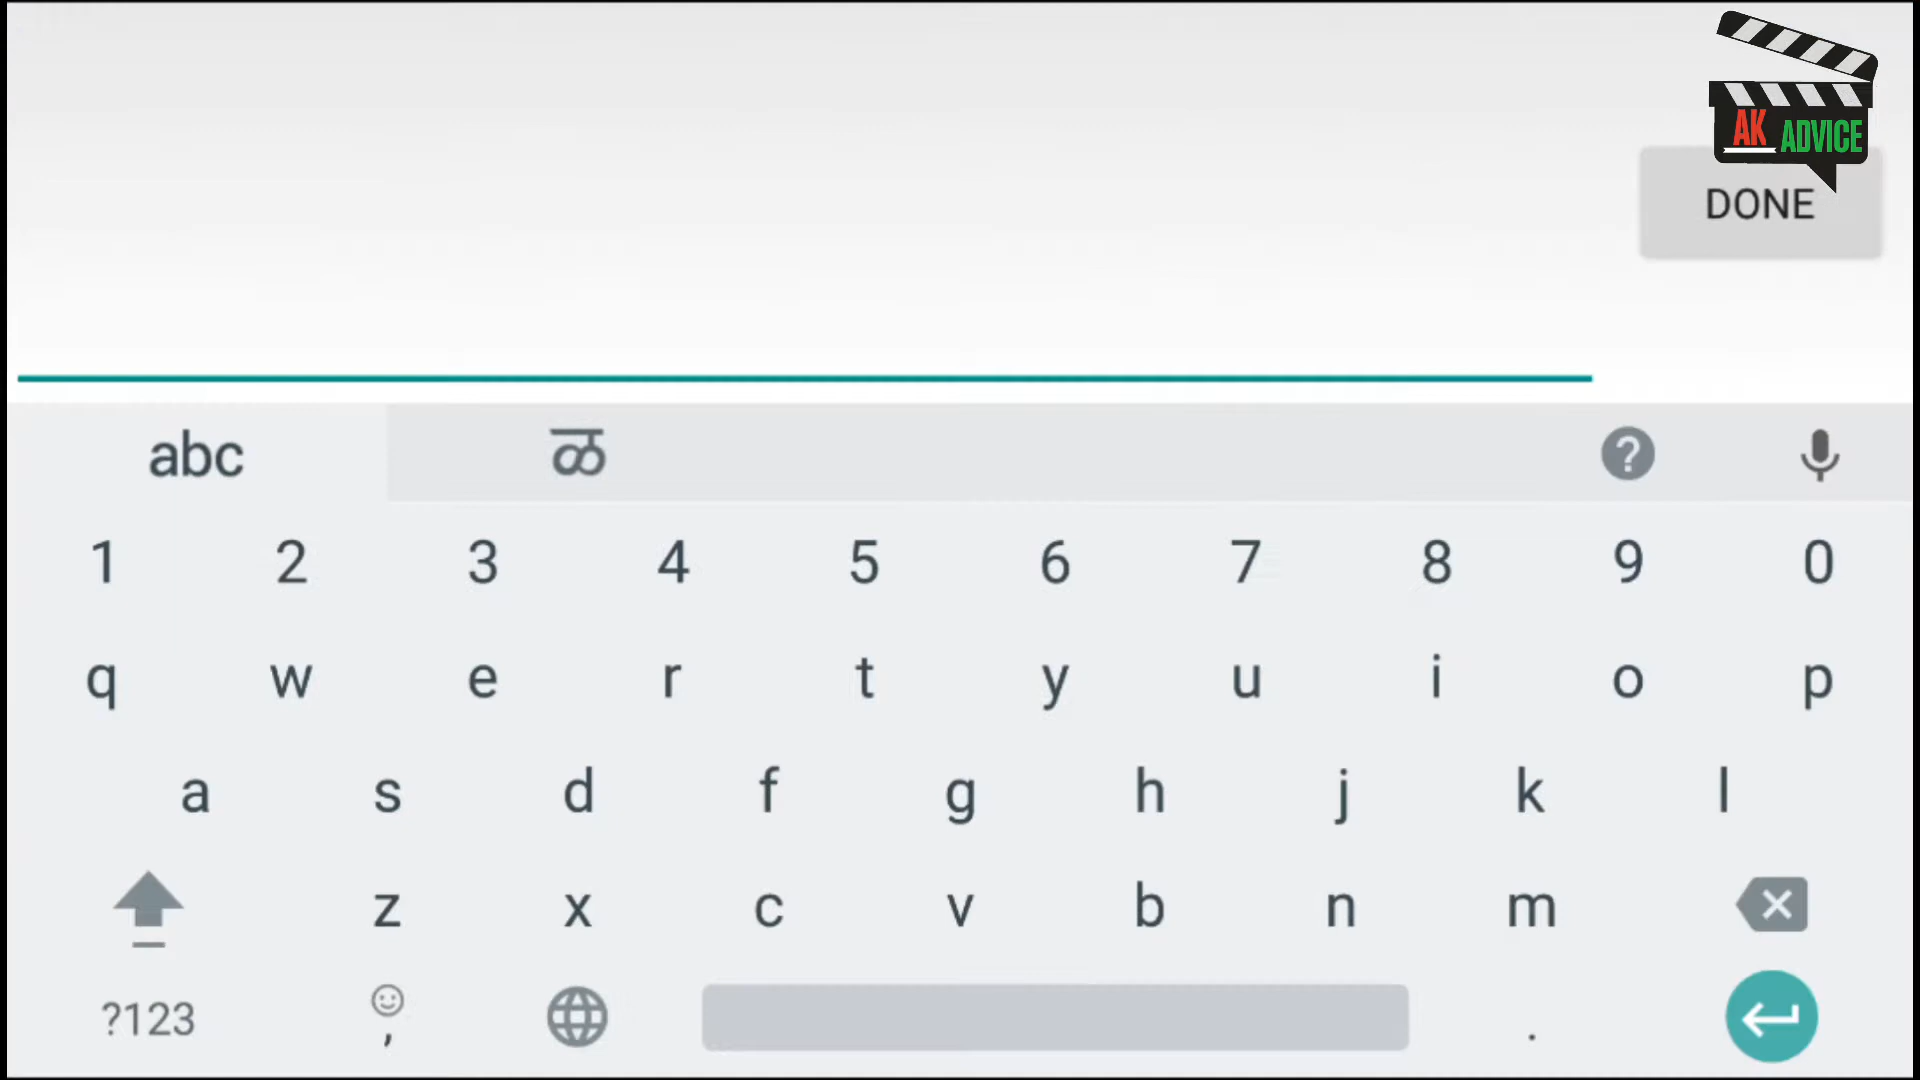 AK ADVICE
DONE
abc ळ ?
1 2 3 4 5 6 7 8 9 0
q w e r t y u i o p
a s d f g h j k l
z x c v b n m
?123 , .